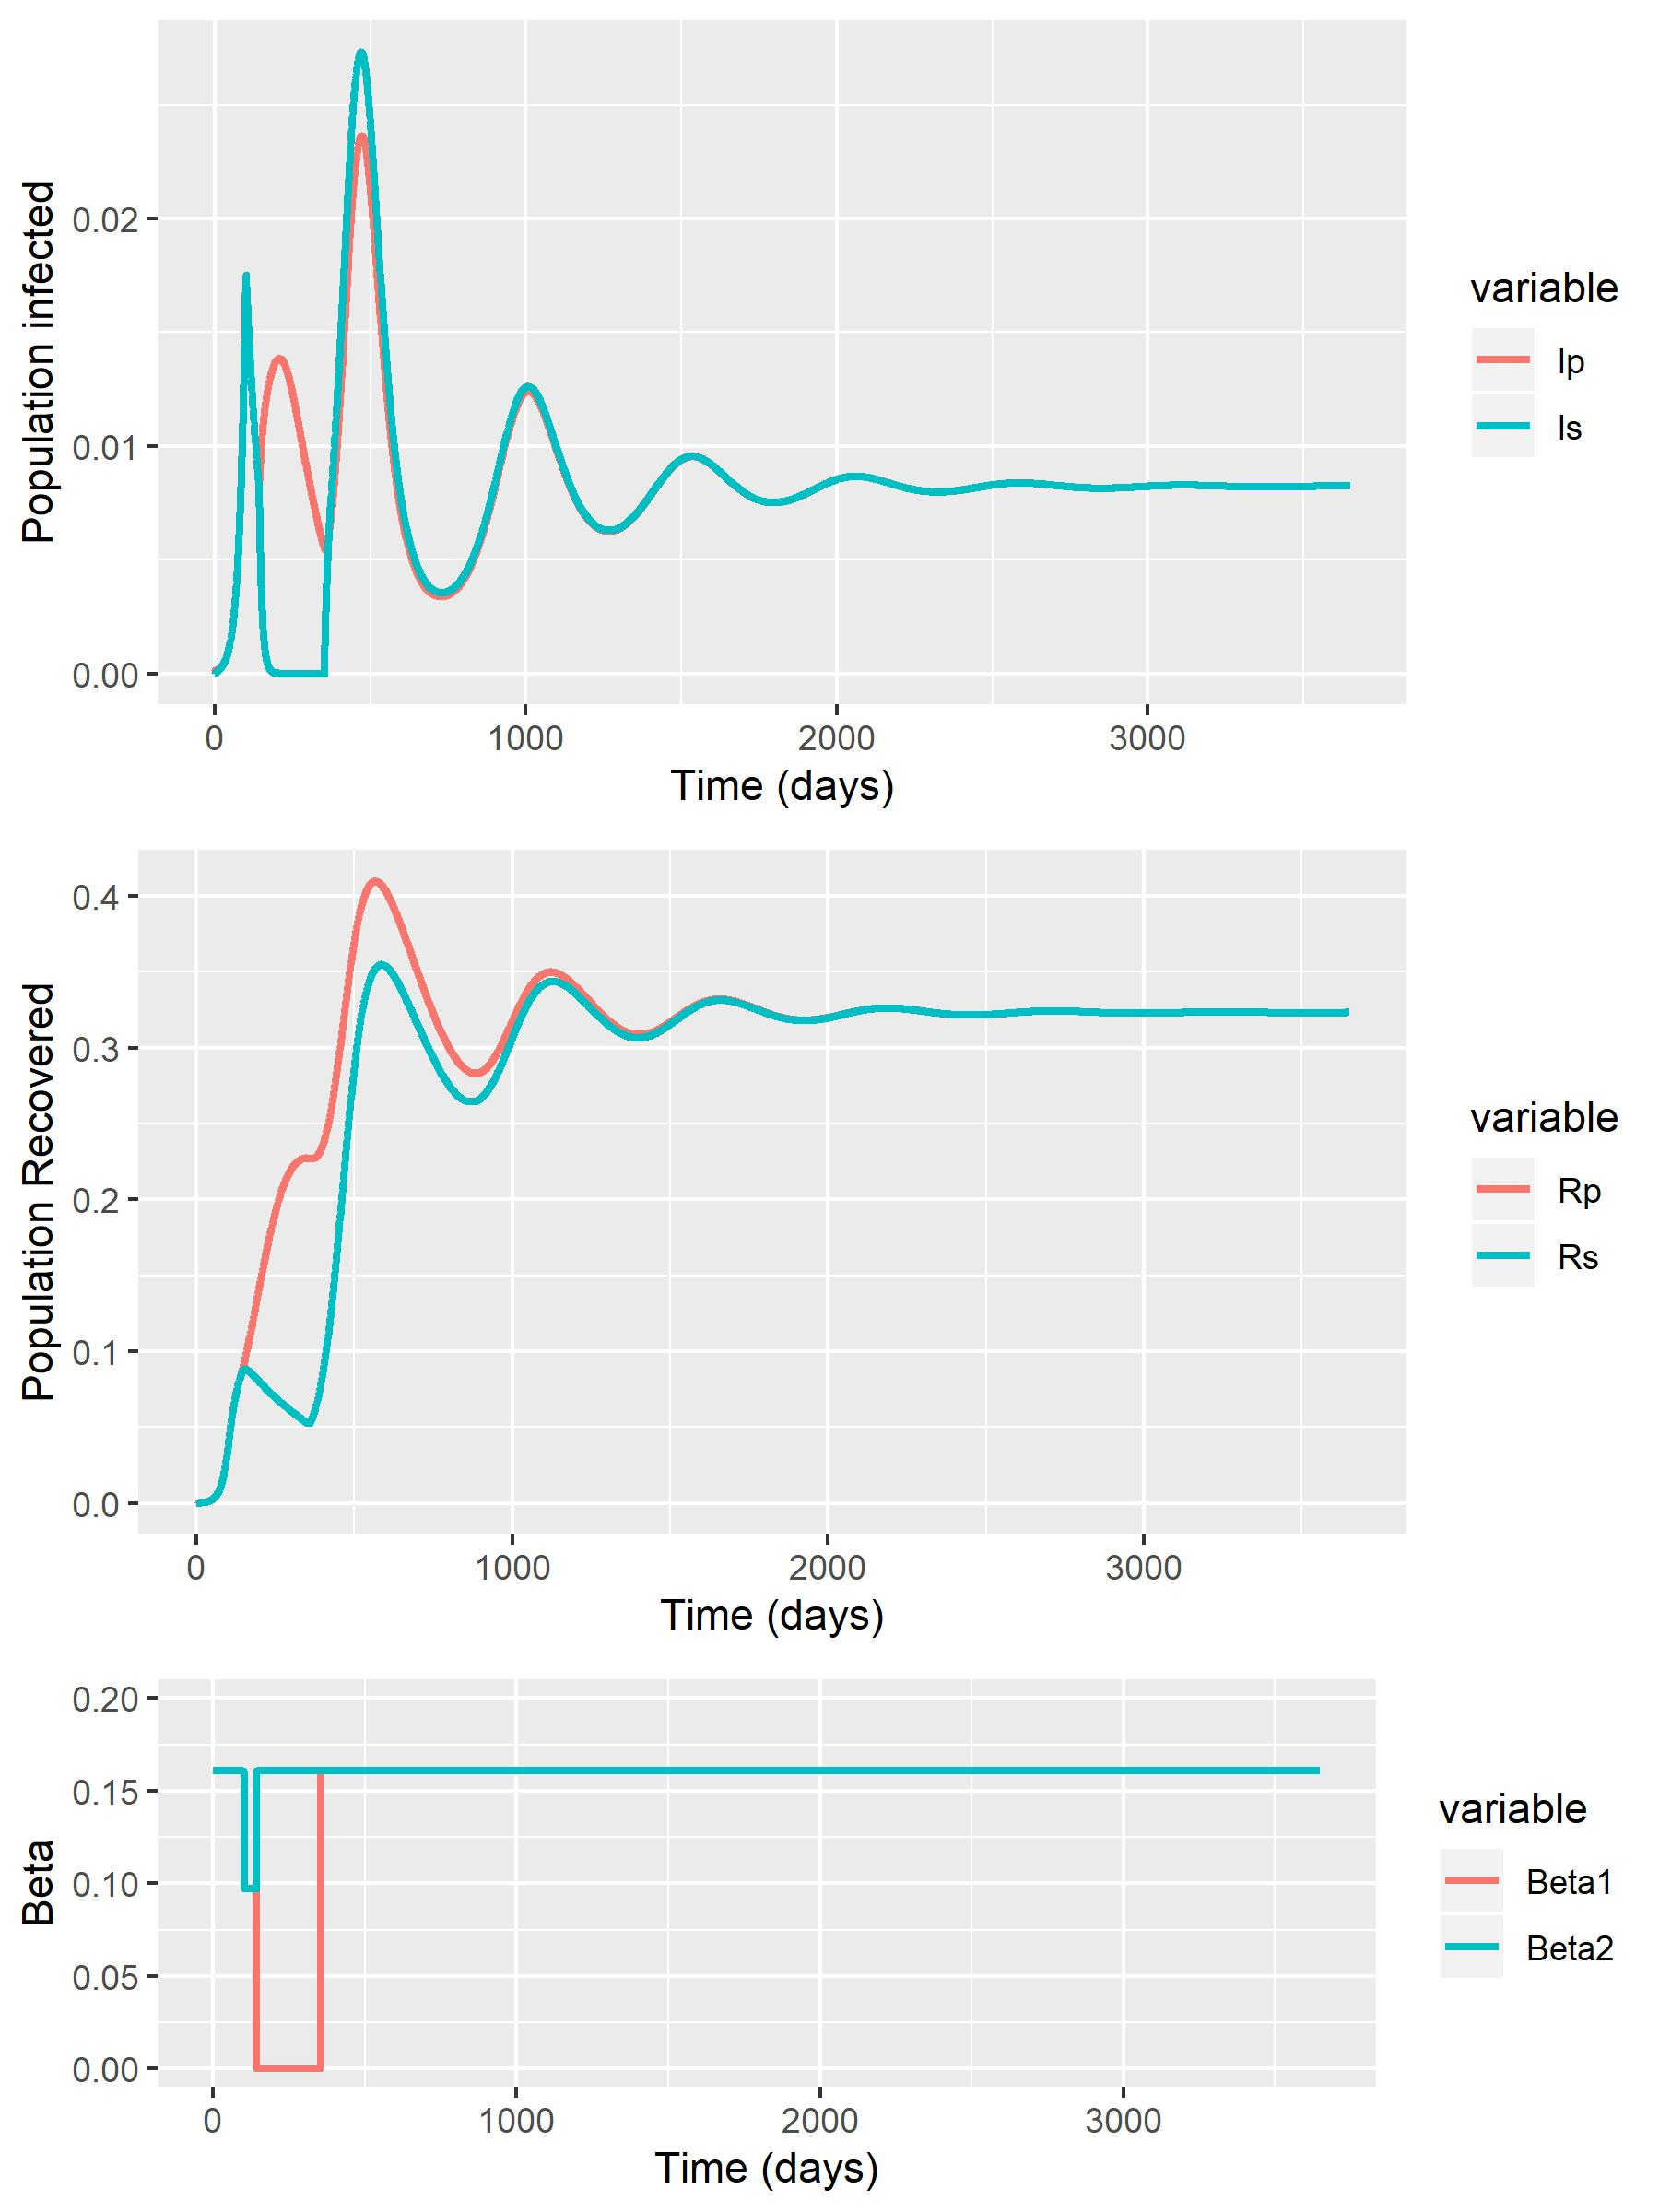 Population infected
0.02
0.01
0.00
0
1000
2000
3000
Time (days)
variable
Ip
Is
Population Recovered
0.4
0.3
0.2
0.1
0.0
0
1000
2000
3000
Time (days)
variable
Rp
Rs
Beta
0.20
0.15
0.10
0.05
0.00
0
1000
2000
3000
Time (days)
variable
Beta1
Beta2